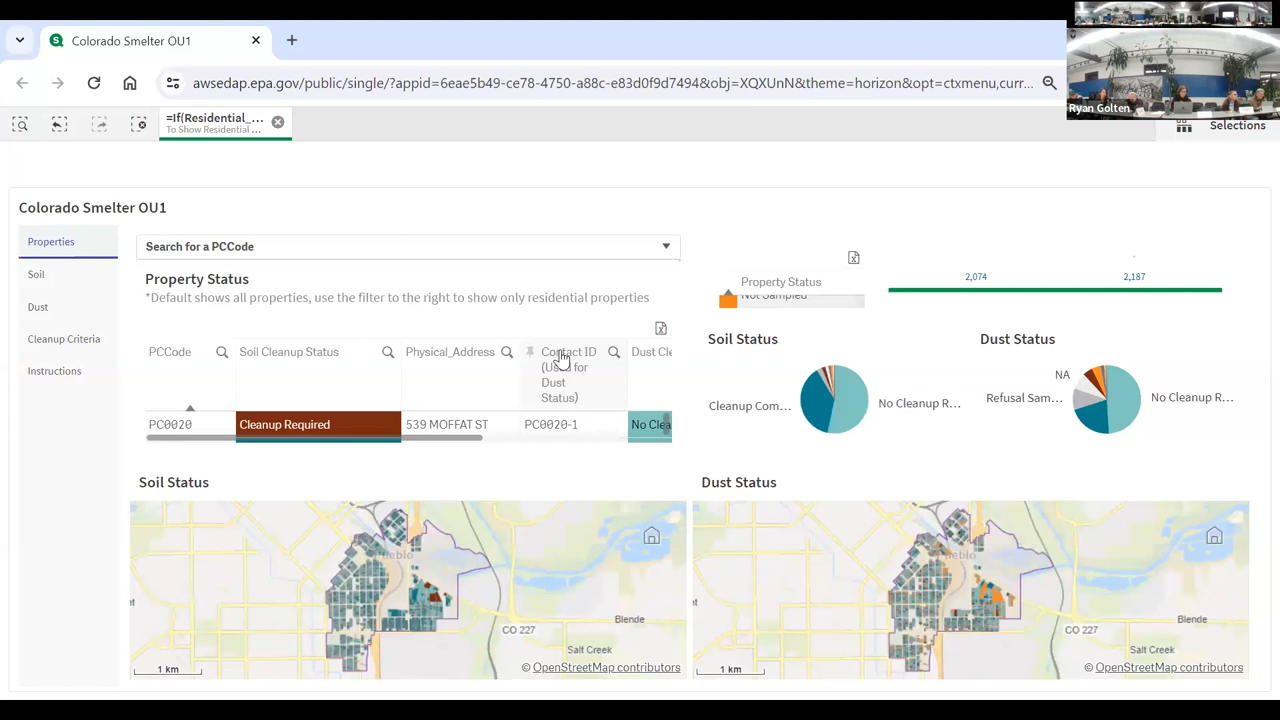 Colorado Smelter OU1
awsedap.epa.gov/public/single/?appid=6eae5b49-ce78-4750-a88c-e83d0f9d7494&obj=XQXUnN&theme=horizon&opt=ctxmenu,curr...
Ryan Golten
=If(Residential_...
To Show Residential ...
Selections
Colorado Smelter OU1
Properties
Soil
Dust
Cleanup Criteria
Instructions
Search for a PCCode
Property Status
*Default shows all properties, use the filter to the right to show only residential properties
PCCode
Soil Cleanup Status
Physical_Address
Contact ID
(Used for
Dust
Status)
Dust Cle
PC0020
Cleanup Required
539 MOFFAT ST
PC0020-1
No Clea
Property Status
Not Sampled
2,074
2,187
Soil Status
Cleanup Com...
No Cleanup R...
Dust Status
NA
Refusal Sam...
No Cleanup R...
Soil Status
Pueblo
Blende
CO 227
Salt Creek
1 km
© OpenStreetMap contributors
Dust Status
Pueblo
Blende
CO 227
Salt Creek
1 km
© OpenStreetMap contributors